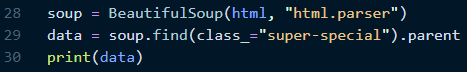 28 soup = BeautifulSoup(html, "html.parser")
29 data = soup.find(class_="super-special").parent
30 print(data)